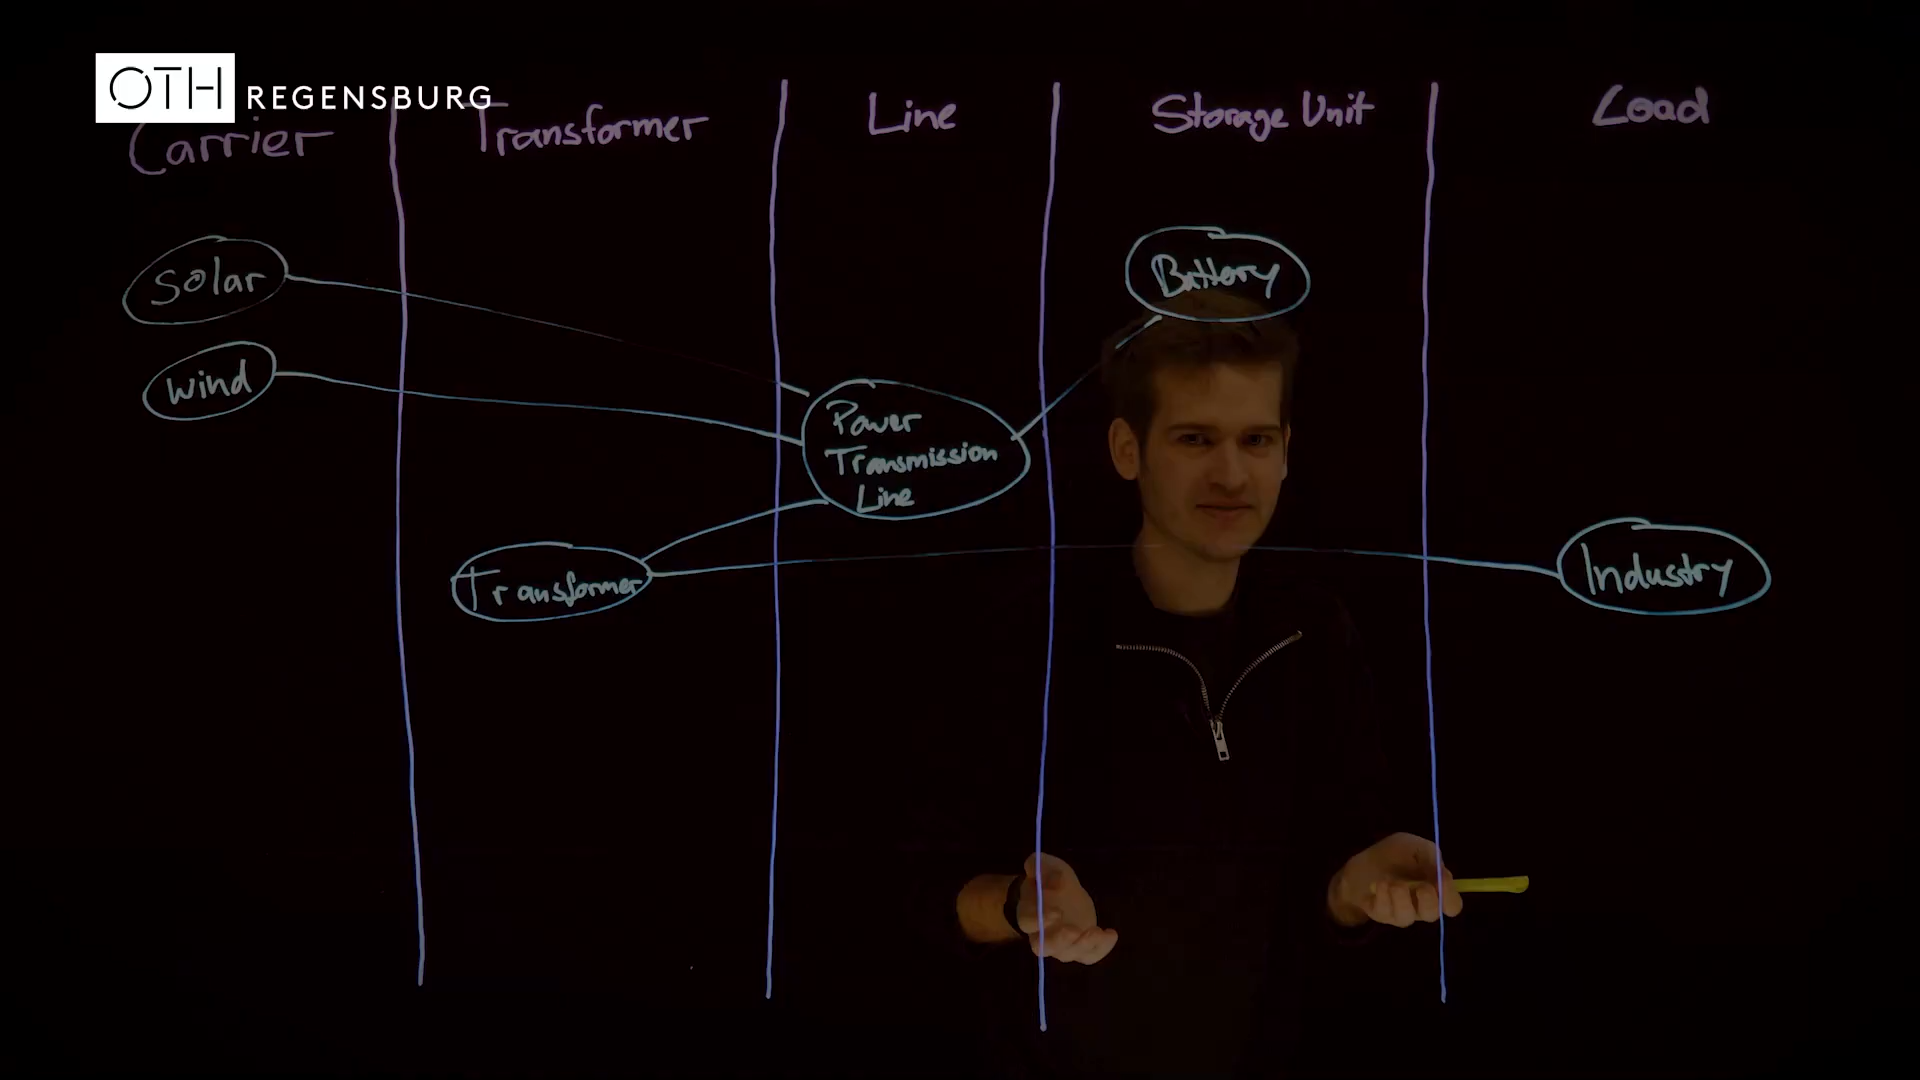 OTH REGENSBURG
Carrier
Transformer
Line
Storage Unit
Load
Solar
Wind
Battery
Power
Transmission
Line
Transformer
Industry